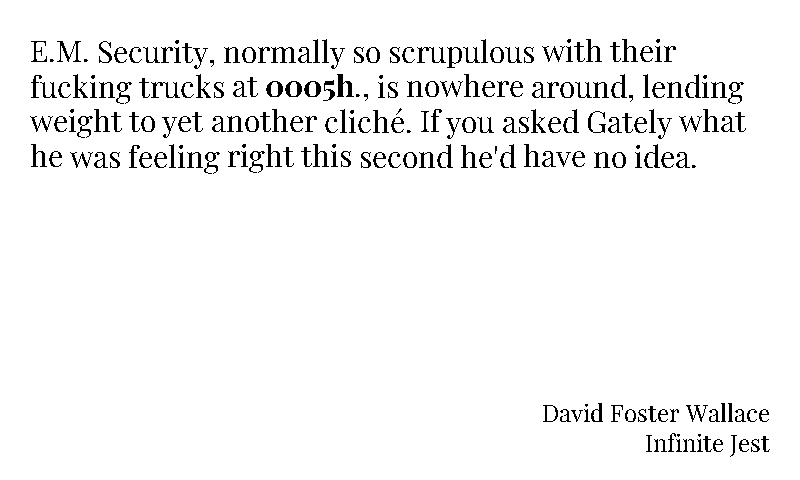 E.M. Security, normally so scrupulous with their
fucking trucks at 0005h., is nowhere around, lending
weight to yet another cliché. If you asked Gately what
he was feeling right this second he'd have no idea.
David Foster Wallace
Infinite Jest